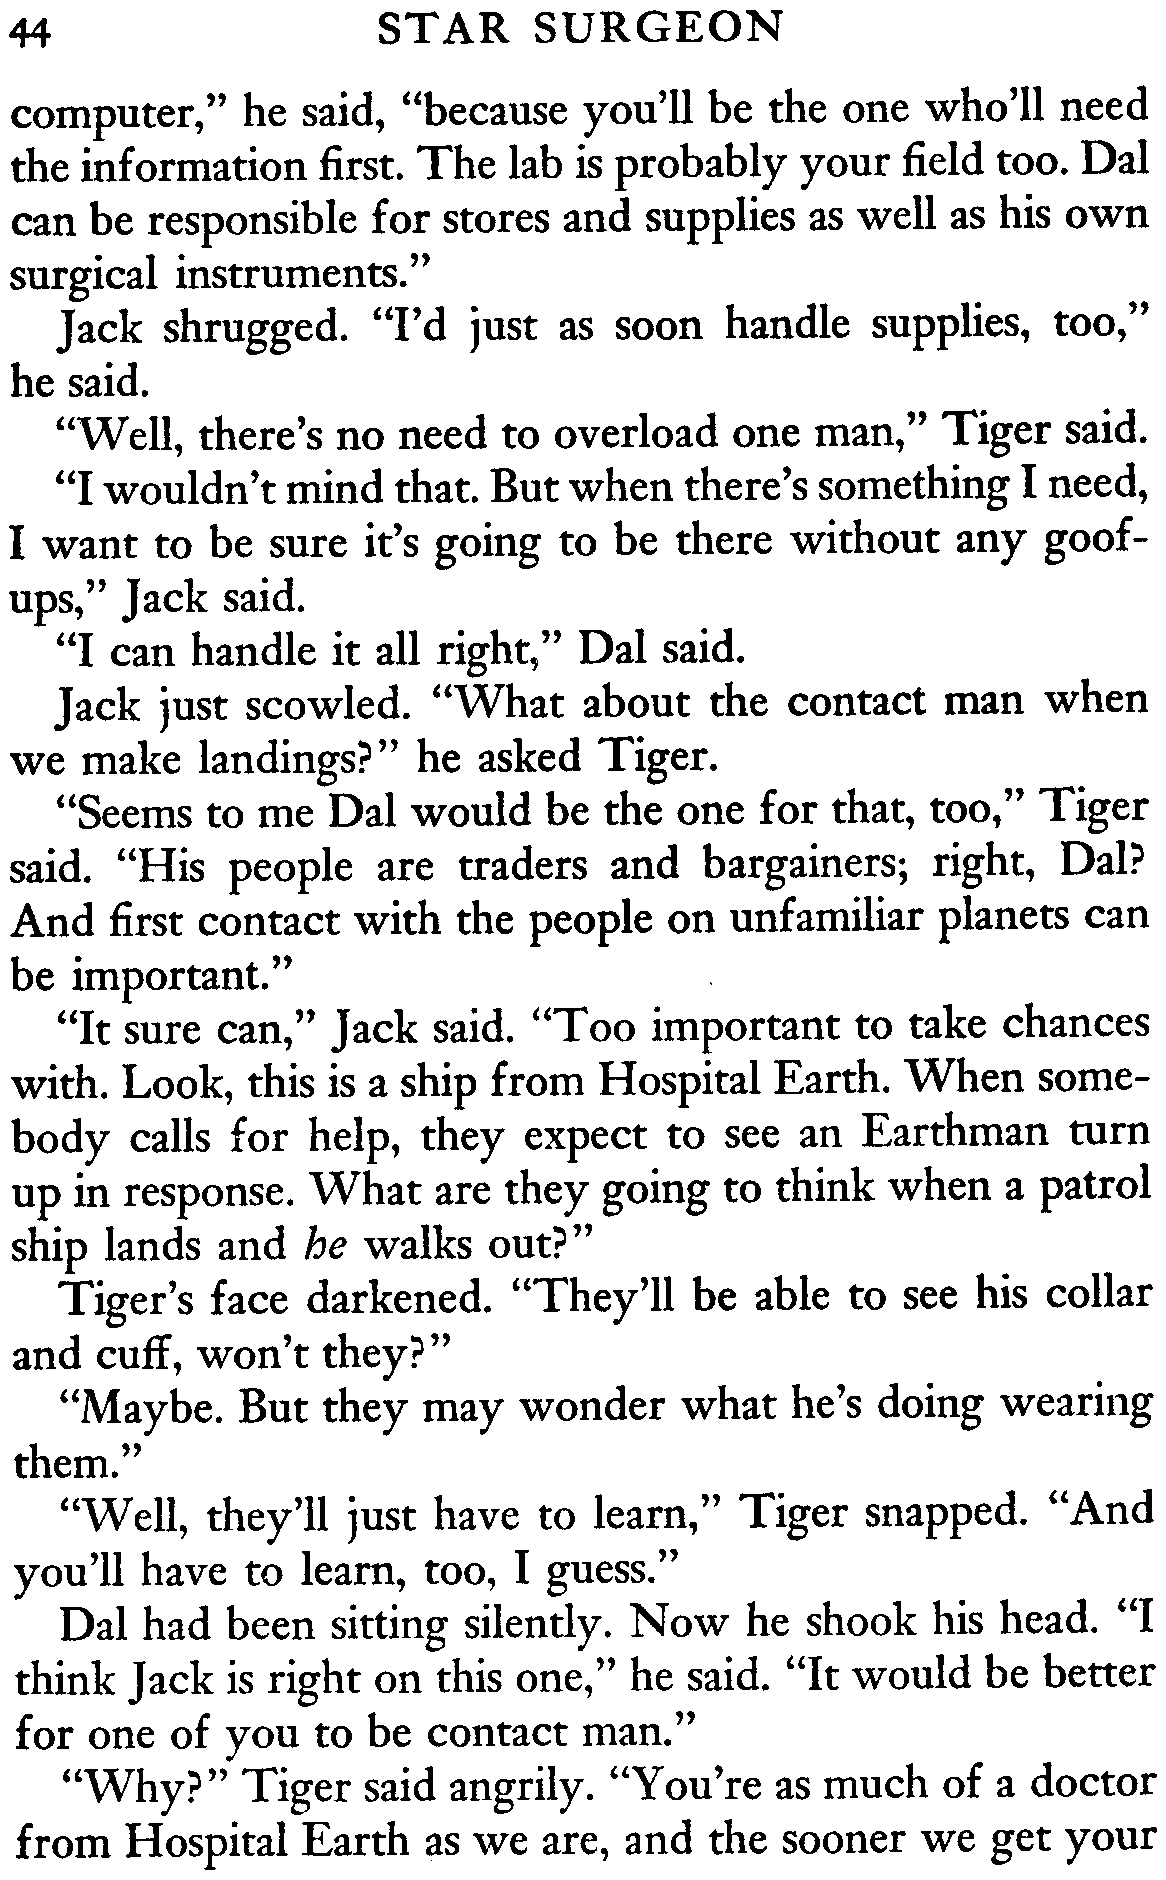 44 STAR SURGEON
computer,” he said, “because you’ll be the one who’ll need
the information first. The lab is probably your field too. Dal
can be responsible for stores and supplies as well as his own
surgical instruments.”
Jack shrugged. “I’d just as soon handle supplies, too,”
he said.
“Well, there’s no need to overload one man,” Tiger said.
“I wouldn’t mind that. But when there’s something I need,
I want to be sure it’s going to be there without any goof-
ups,” Jack said.
“I can handle it all right,” Dal said.
Jack just scowled. “What about the contact man when
we make landings?” he asked Tiger.
“Seems to me Dal would be the one for that, too,” Tiger
said. “His people are traders and bargainers; right, Dal?
And first contact with the people on unfamiliar planets can
be important.”
“It sure can,” Jack said. “Too important to take chances
with. Look, this is a ship from Hospital Earth. When some-
body calls for help, they expect to see an Earthman turn
up in response. What are they going to think when a patrol
ship lands and he walks out?”
Tiger’s face darkened. “They’ll be able to see his collar
and cuff, won’t they?”
“Maybe. But they may wonder what he’s doing wearing
them.”
“Well, they’ll just have to learn,” Tiger snapped. “And
you’ll have to learn, too, I guess.”
Dal had been sitting silently. Now he shook his head. “I
think Jack is right on this one,” he said. “It would be better
for one of you to be contact man.”
“Why?” Tiger said angrily. “You’re as much of a doctor
from Hospital Earth as we are, and the sooner we get your